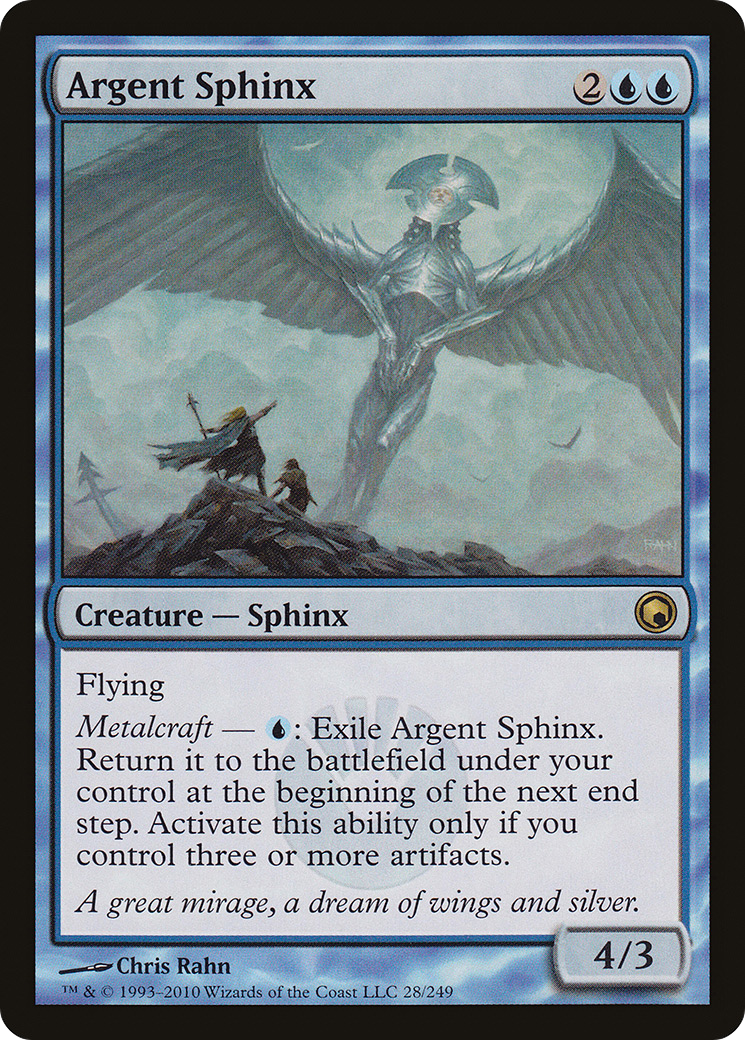 Argent Sphinx 2
RAHN
Creature — Sphinx
Flying
Metalcraft — : Exile Argent Sphinx.
Return it to the battlefield under your
control at the beginning of the next end
step. Activate this ability only if you
control three or more artifacts.
A great mirage, a dream of wings and silver.
4/3
Chris Rahn
™ & © 1993–2010 Wizards of the Coast LLC 28/249